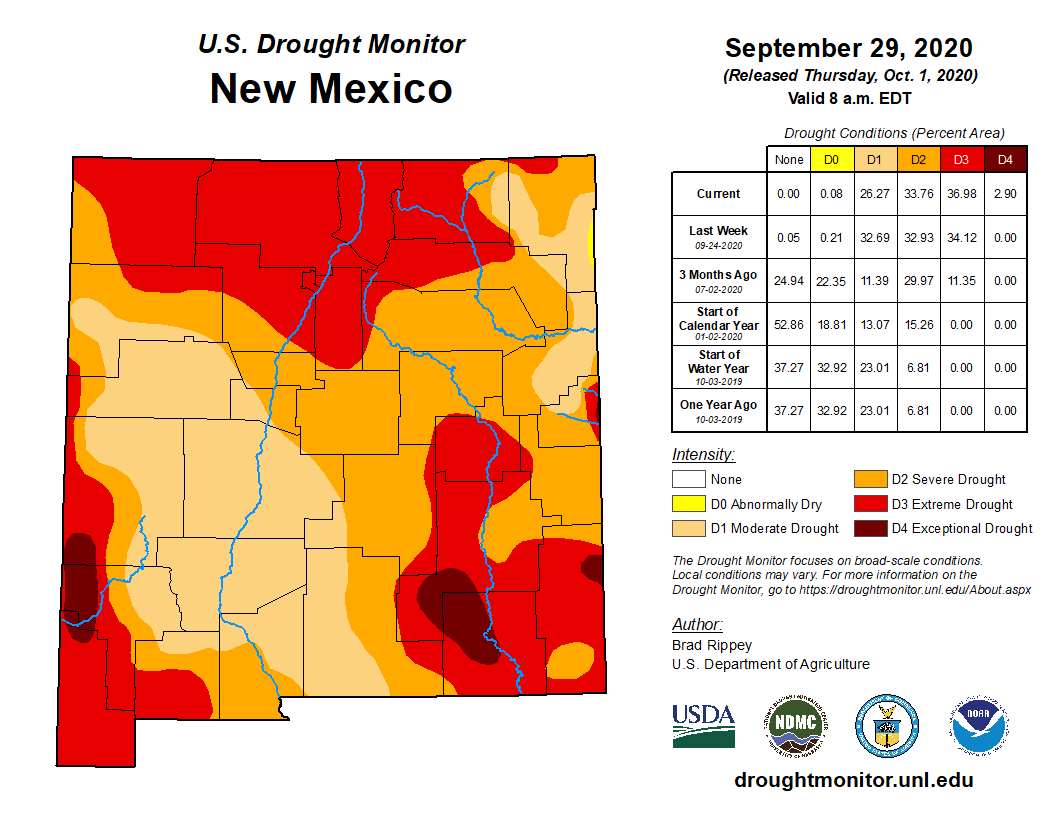 U.S. Drought Monitor
New Mexico
September 29, 2020
(Released Thursday, Oct. 1, 2020)
Valid 8 a.m. EDT
Drought Conditions (Percent Area)
None D0 D1 D2 D3 D4
Current 0.00 0.08 26.27 33.76 36.98 2.90
Last Week
09-24-2020 0.05 0.21 32.69 32.93 34.12 0.00
3 Months Ago
07-02-2020 24.94 22.35 11.39 29.97 11.35 0.00
Start of
Calendar Year
01-02-2020 52.86 18.81 13.07 15.26 0.00 0.00
Start of
Water Year
10-03-2019 37.27 32.92 23.01 6.81 0.00 0.00
One Year Ago
10-03-2019 37.27 32.92 23.01 6.81 0.00 0.00
Intensity:
None
D0 Abnormally Dry
D1 Moderate Drought
D2 Severe Drought
D3 Extreme Drought
D4 Exceptional Drought
The Drought Monitor focuses on broad-scale conditions.
Local conditions may vary. For more information on the
Drought Monitor, go to https://droughtmonitor.unl.edu/About.aspx
Author:
Brad Rippey
U.S. Department of Agriculture
USDA
NDMC
NOAA
droughtmonitor.unl.edu